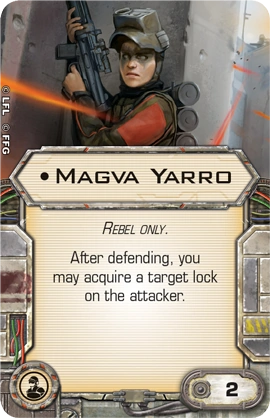 © LFL © FFG
• Magva Yarro
Rebel only.
After defending, you
may acquire a target lock
on the attacker.
2